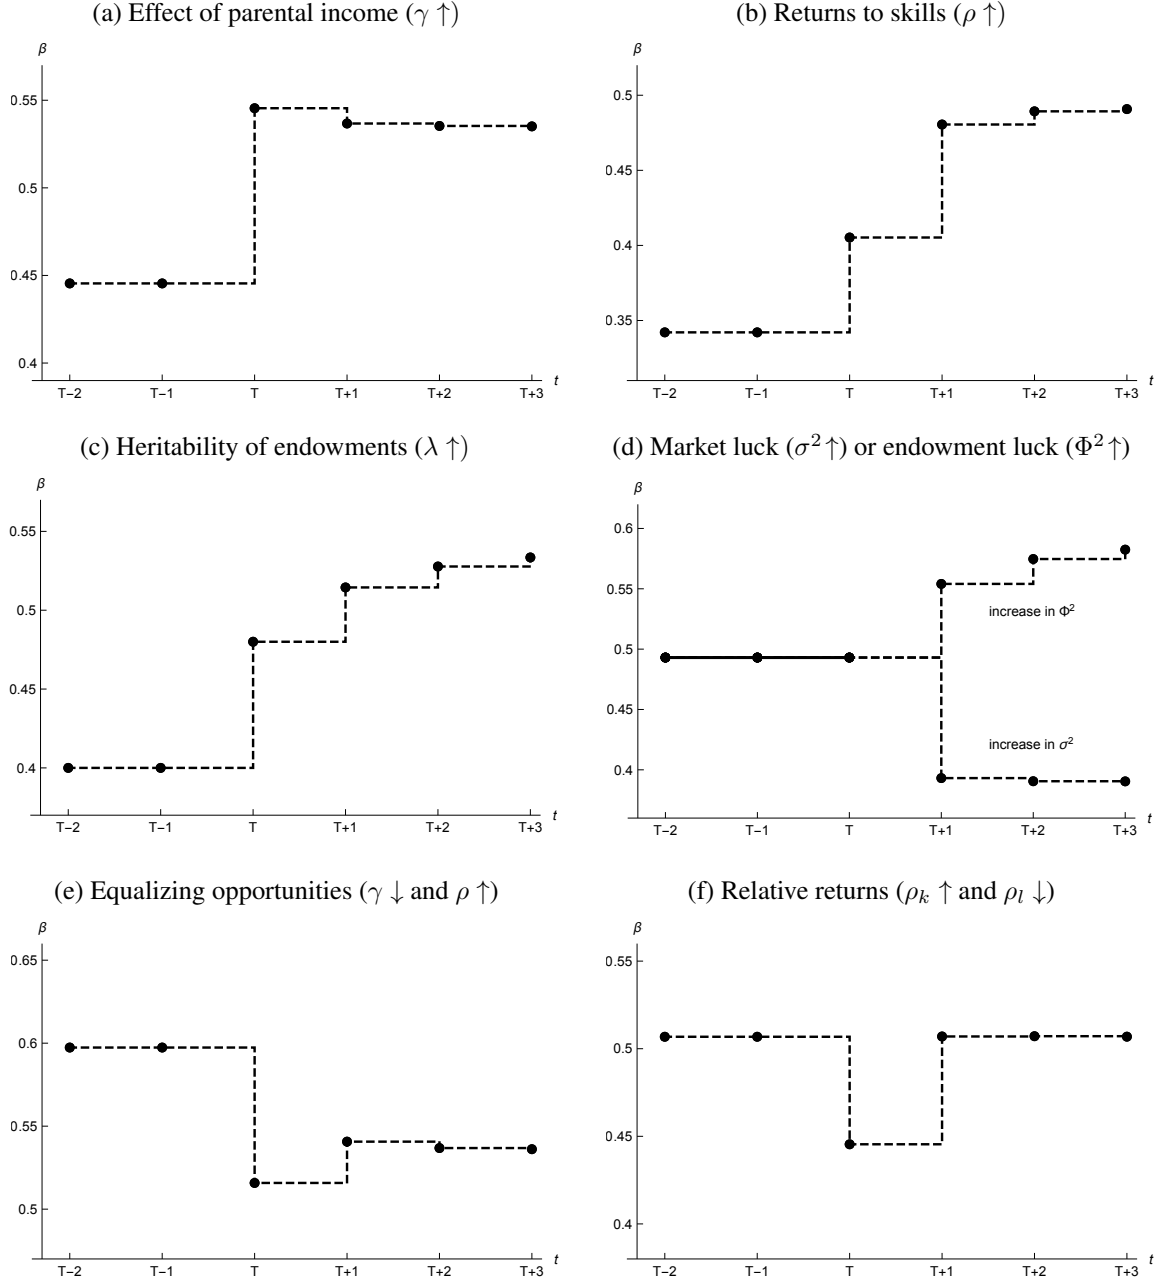 (a) Effect of parental income (γ ↑)
β
0.55
0.5
0.45
0.4
T−2 T−1 T T+1 T+2 T+3 t
(b) Returns to skills (ρ ↑)
β
0.5
0.45
0.4
0.35
T−2 T−1 T T+1 T+2 T+3 t
(c) Heritability of endowments (λ ↑)
β
0.55
0.5
0.45
0.4
T−2 T−1 T T+1 T+2 T+3 t
(d) Market luck (σ² ↑) or endowment luck (Φ² ↑)
β
0.6
0.55
increase in Φ²
0.5
0.45
increase in σ²
0.4
T−2 T−1 T T+1 T+2 T+3 t
(e) Equalizing opportunities (γ ↓ and ρ ↑)
β
0.65
0.6
0.55
0.5
T−2 T−1 T T+1 T+2 T+3 t
(f) Relative returns (ρₖ ↑ and ρₗ ↓)
β
0.55
0.5
0.45
0.4
T−2 T−1 T T+1 T+2 T+3 t